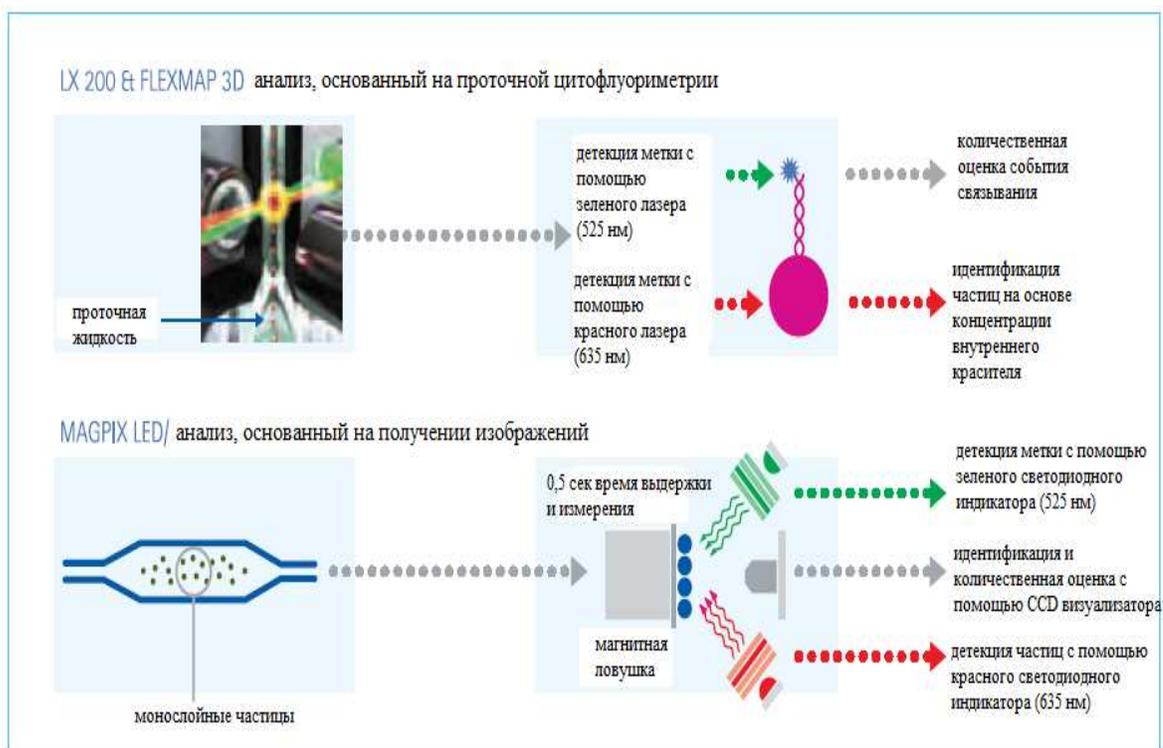 LX 200 & FLEXMAP 3D анализ, основанный на проточной цитофлуориметрии
проточная
жидкость
детекция метки с
помощью
зеленого лазера
(525 нм)
детекция метки с
помощью
красного лазера
(635 нм)
количественная
оценка события
связывания
идентификация
частиц на основе
концентрации
внутреннего
красителя
MAGPIX LED/ анализ, основанный на получении изображений
монослойные частицы
0,5 сек время выдержки
и измерения
магнитная
ловушка
детекция метки с помощью
зеленого светодиодного
индикатора (525 нм)
идентификация и
количественная оценка с
помощью CCD визуализатора
детекция частиц с помощью
красного светодиодного
индикатора (635 нм)